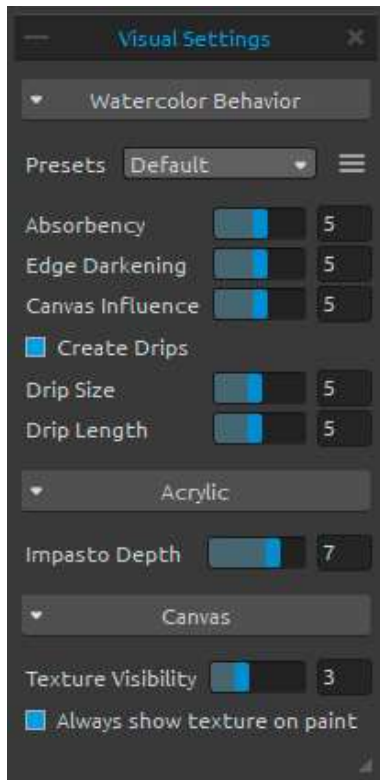 Visual Settings
Watercolor Behavior
Presets Default
Absorbency 5
Edge Darkening 5
Canvas Influence 5
Create Drips
Drip Size 5
Drip Length 5
Acrylic
Impasto Depth 7
Canvas
Texture Visibility 3
Always show texture on paint